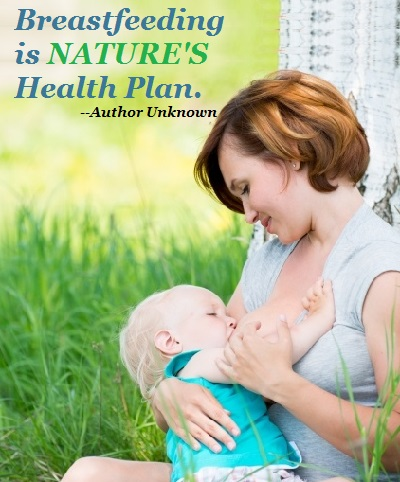 Breastfeeding
is NATURE'S
Health Plan.
--Author Unknown